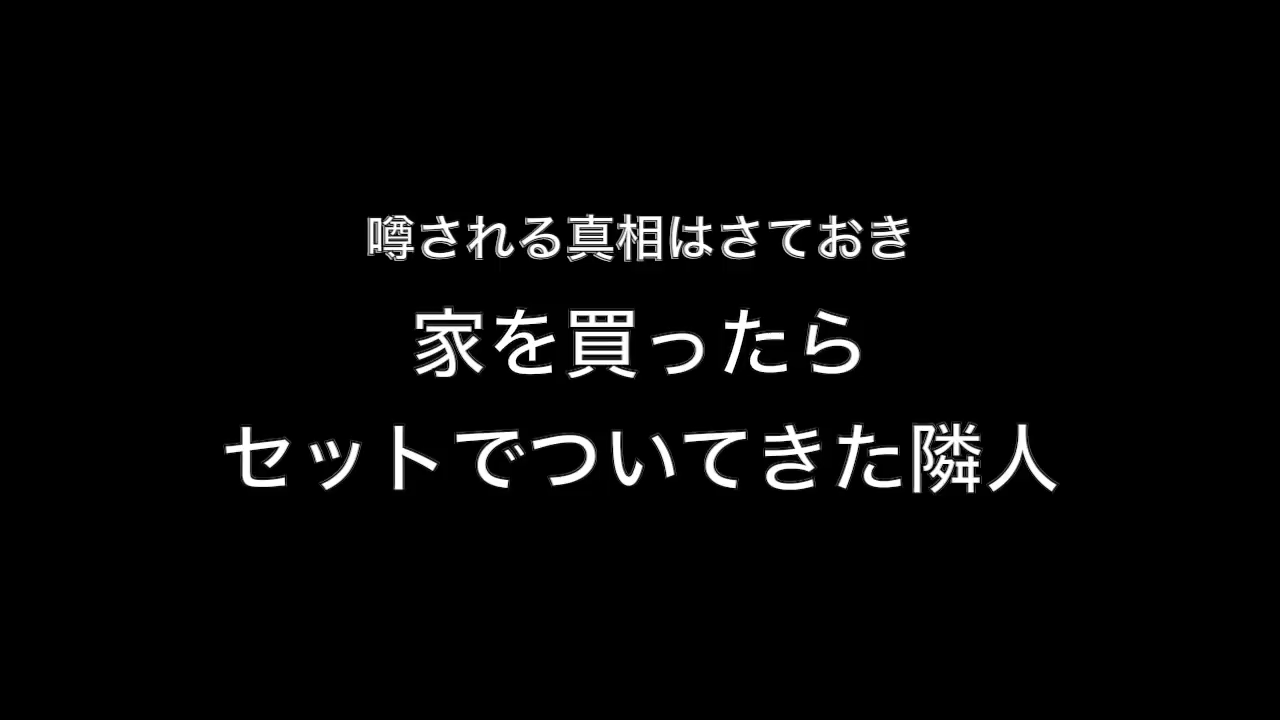 噂される真相はさておき
家を買ったら
セットでついてきた隣人